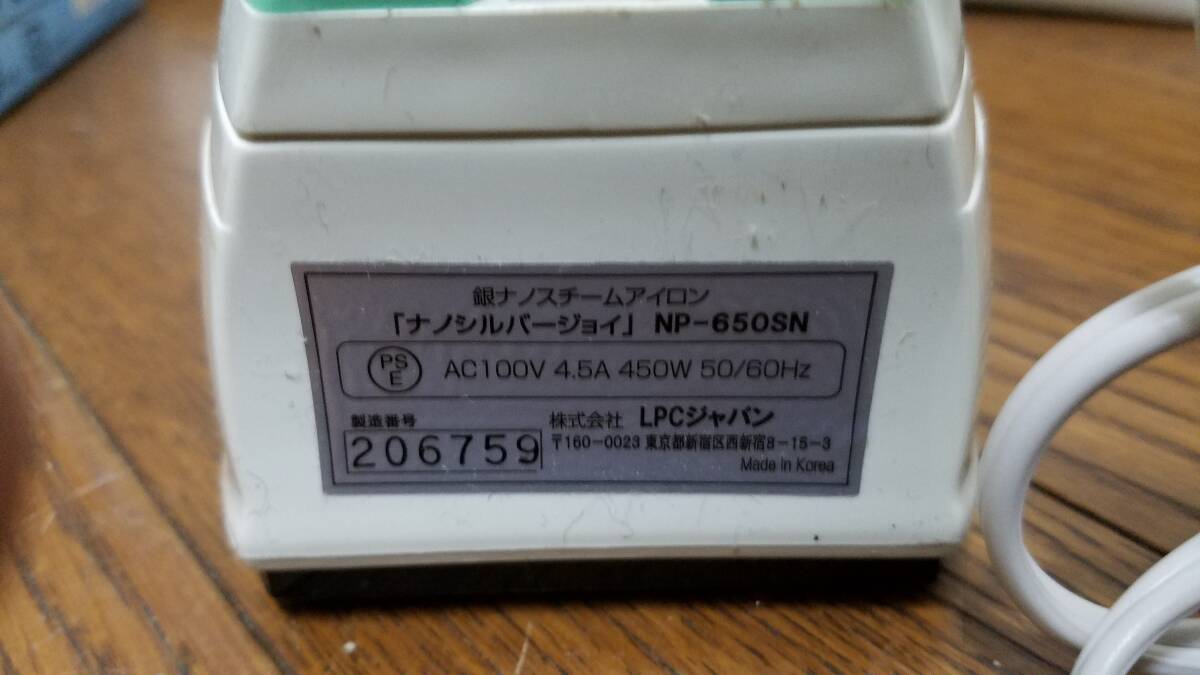 銀ナノスチームアイロン
「ナノシルバージョイ」 NP-650SN
PS
E
AC100V 4.5A 450W 50/60Hz
製造番号
206759
株式会社 LPCジャパン
〒160-0023 東京都新宿区西新宿8-15-3
Made in Korea